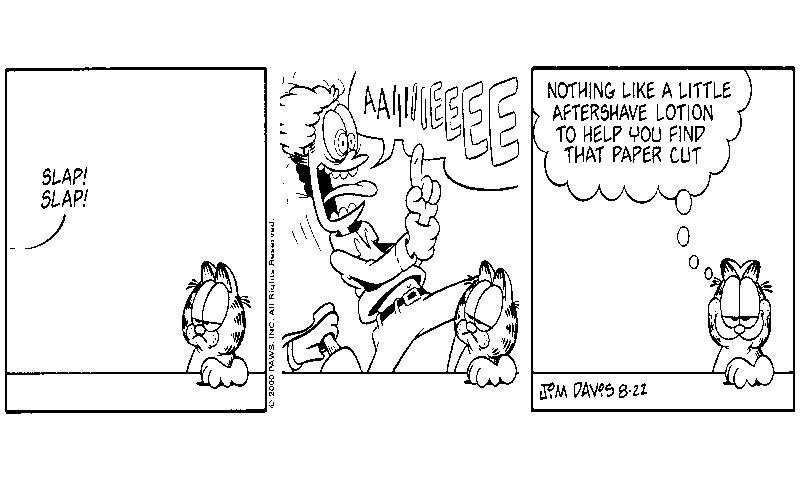 SLAP!
SLAP!
© 2000 PAWS, INC. All Rights Reserved.
AAIIIIEEEEE
NOTHING LIKE A LITTLE
AFTERSHAVE LOTION
TO HELP YOU FIND
THAT PAPER CUT
JIM DAVIS 8-22